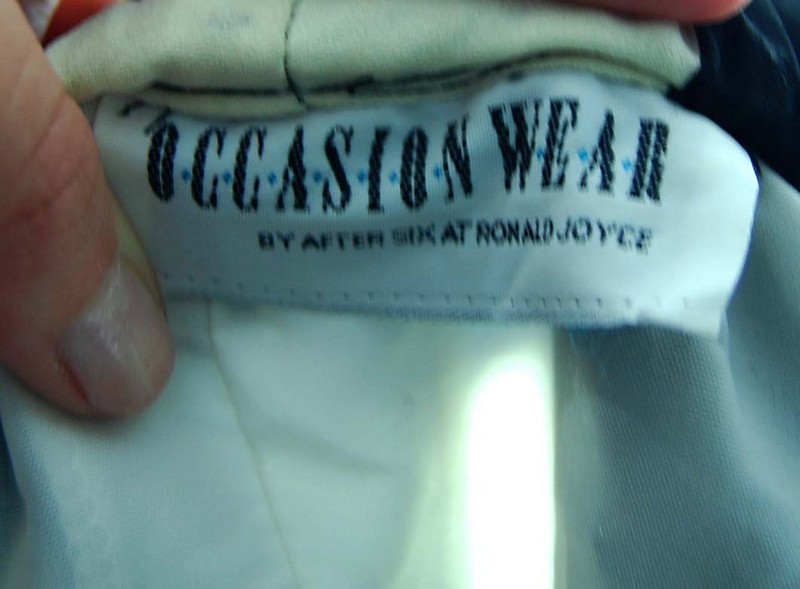 OCCASION WEAR
BY AFTER SIX AT RONALD JOYCE